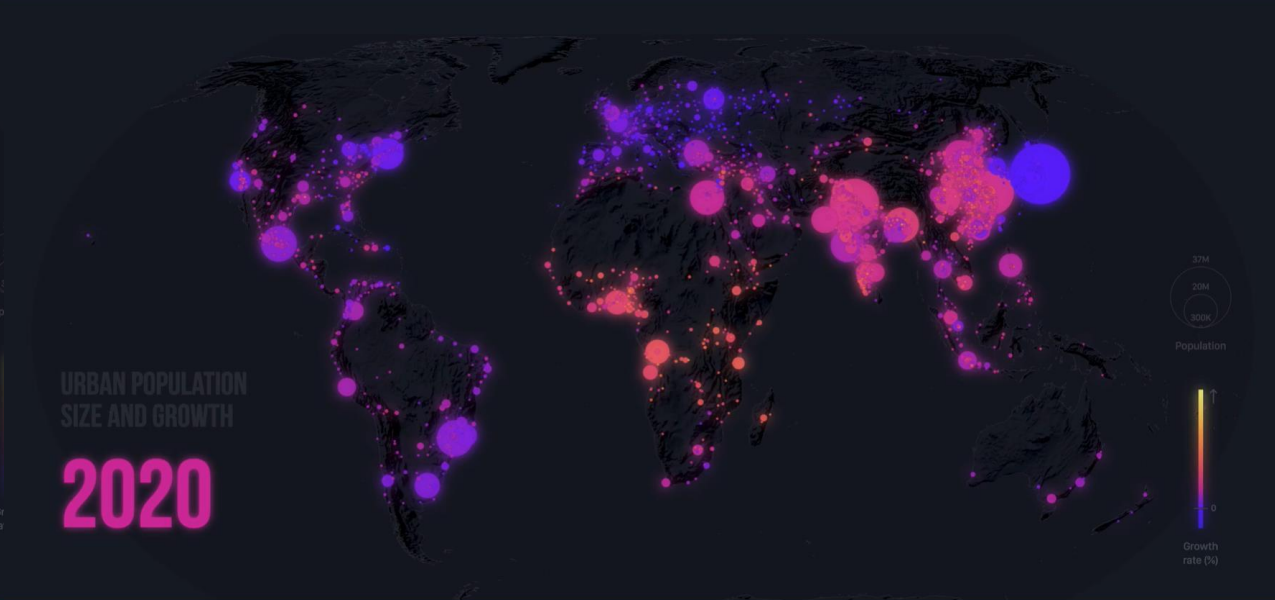 URBAN POPULATION
SIZE AND GROWTH
2020
37M
20M
300K
Population
0
Growth
rate (%)